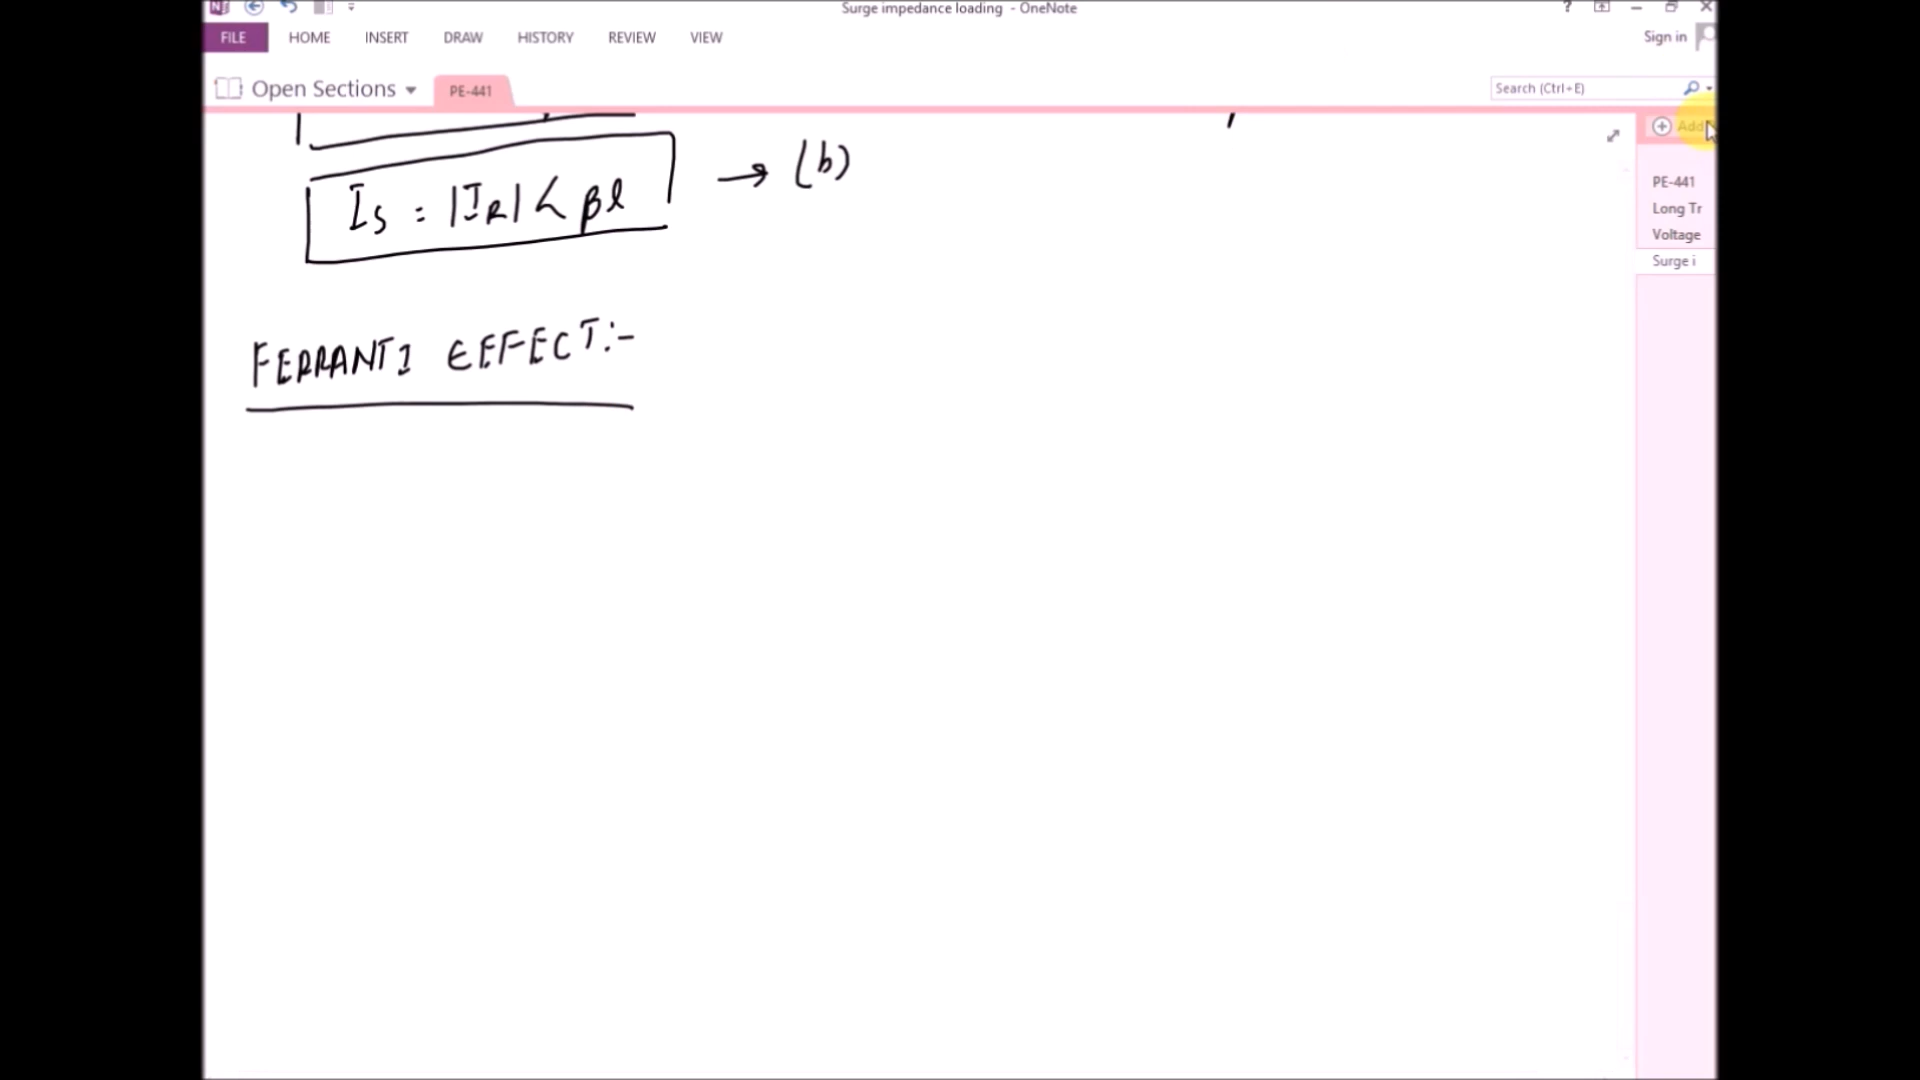 Surge impedance loading - OneNote
?
FILE HOME INSERT DRAW HISTORY REVIEW VIEW
Sign in
Open Sections PE-441
Search (Ctrl+E)
Add
PE-441
Long Tr
Voltage
Surge i
→ (b)
Is = |IR| ∠ βl
FERRANTI EFFECT:-